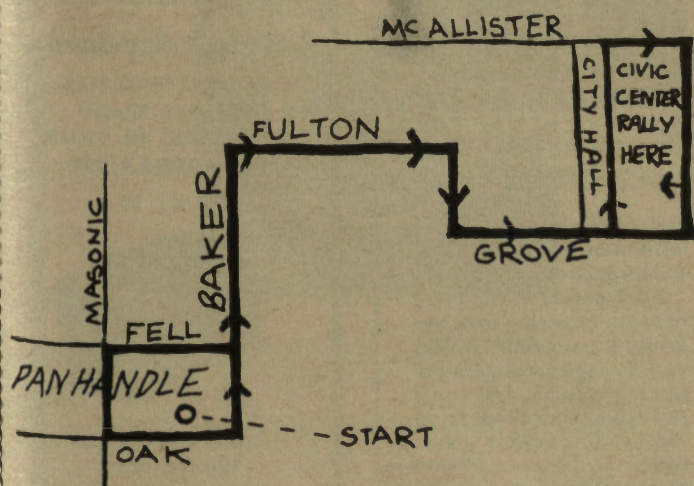 MCALLISTER
CITY HALL
CIVIC
CENTER
RALLY
HERE
FULTON
BAKER
MASONIC
GROVE
FELL
PANHANDLE
START
OAK